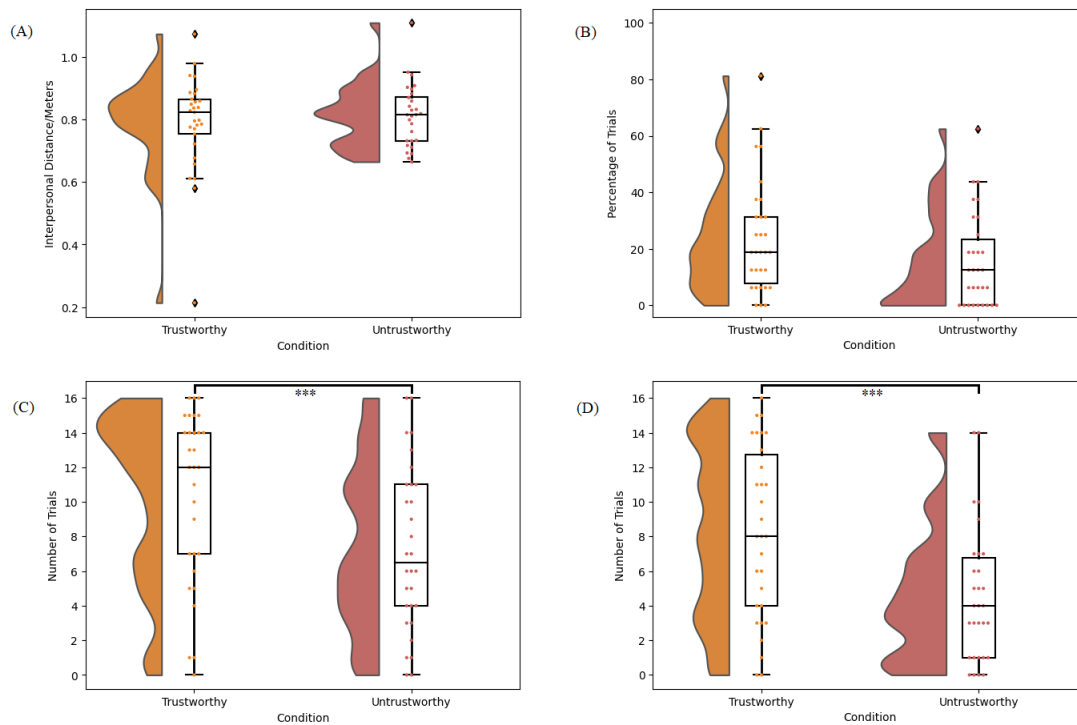 (A)
Interpersonal Distance/Meters
1.0
0.8
0.6
0.4
0.2
Trustworthy Untrustworthy
Condition
(B)
Percentage of Trials
100
80
60
40
20
0
Trustworthy Untrustworthy
Condition
(C)
Number of Trials
16
14
12
10
8
6
4
2
0
***
Trustworthy Untrustworthy
Condition
(D)
Number of Trials
16
14
12
10
8
6
4
2
0
***
Trustworthy Untrustworthy
Condition